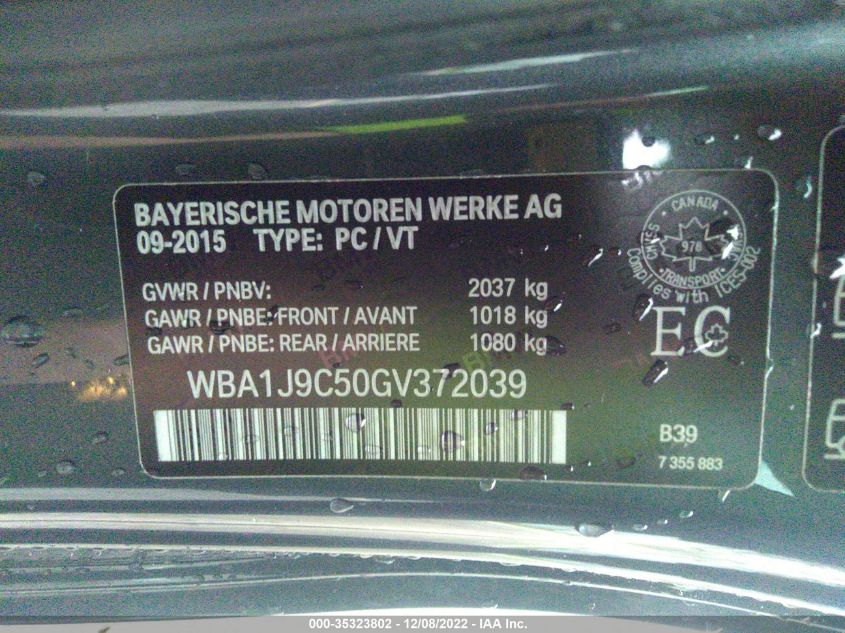 BAYERISCHE MOTOREN WERKE AG
09-2015 TYPE: PC / VT
GVWR / PNBV: 2037 kg
GAWR / PNBE: FRONT / AVANT 1018 kg
GAWR / PNBE: REAR / ARRIERE 1080 kg
WBA1J9C50GV372039
CANADA
978
TRANSPORT
Complies with ICES-002
EC
B39
7 355 883
000-35323802 - 12/08/2022 - IAA Inc.